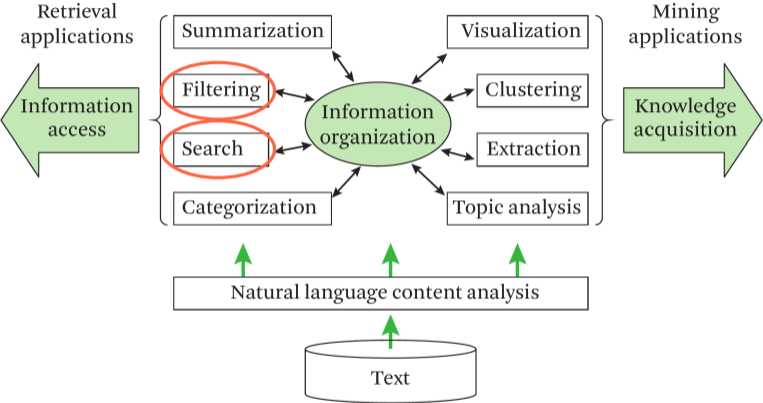 Retrieval
applications
Mining
applications
Summarization
Visualization
Filtering
Clustering
Information
access
Information
organization
Knowledge
acquisition
Search
Extraction
Categorization
Topic analysis
Natural language content analysis
Text